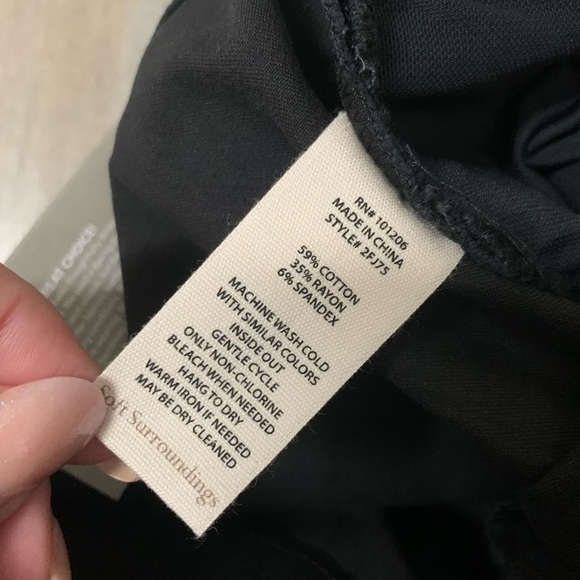 RN# 101206
MADE IN CHINA
STYLE# 2FJ75
59% COTTON
35% RAYON
6% SPANDEX
MACHINE WASH COLD
WITH SIMILAR COLORS
INSIDE OUT
GENTLE CYCLE
ONLY NON-CHLORINE
BLEACH WHEN NEEDED
HANG TO DRY
WARM IRON IF NEEDED
MAY BE DRY CLEANED
Soft Surroundings
CHOICE!